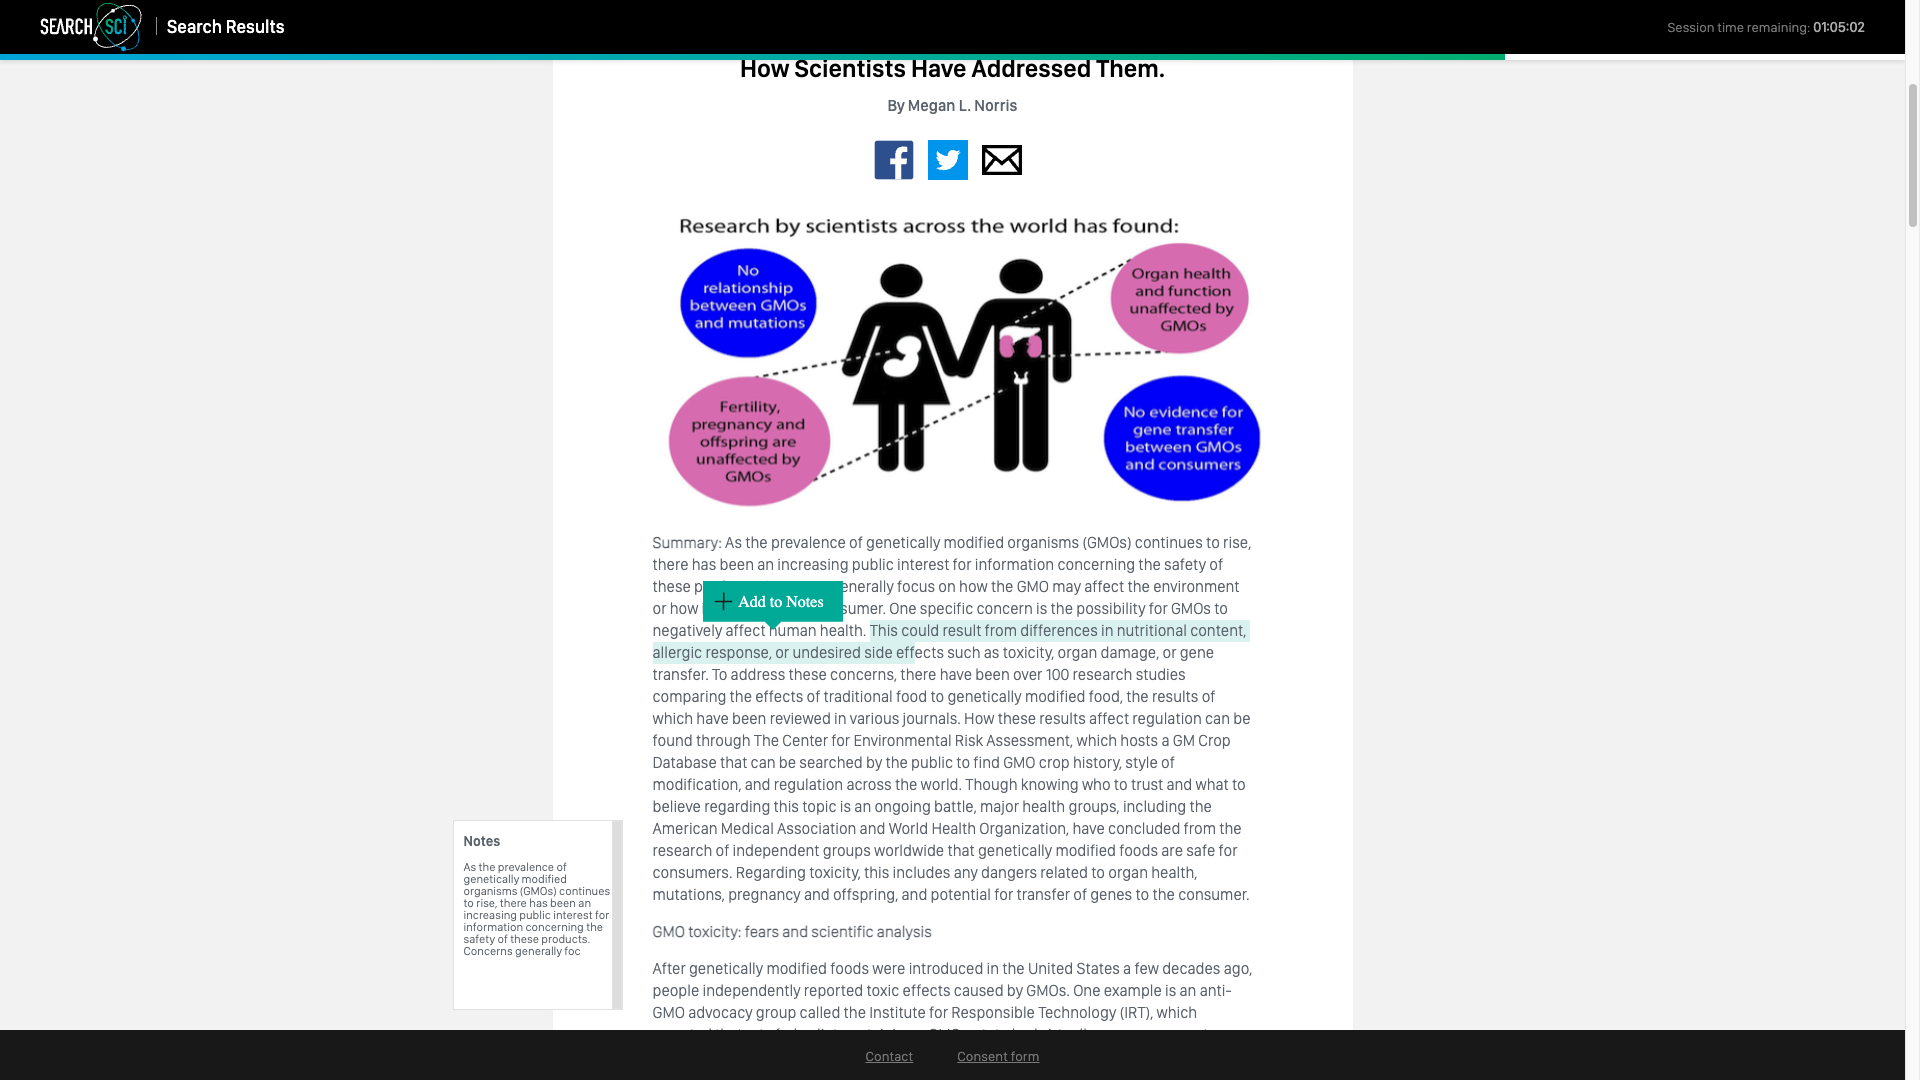 SEARCH SCI
Search Results
Session time remaining: 01:05:02
How Scientists Have Addressed Them.
By Megan L. Norris
Research by scientists across the world has found:
No
relationship
between GMOs
and mutations
Organ health
and function
unaffected by
GMOs
Fertility,
pregnancy and
offspring are
unaffected by
GMOs
No evidence for
gene transfer
between GMOs
and consumers
Summary: As the prevalence of genetically modified organisms (GMOs) continues to rise,
there has been an increasing public interest for information concerning the safety of
these p enerally focus on how the GMO may affect the environment
or how sumer. One specific concern is the possibility for GMOs to
Add to Notes
negatively affect human health. This could result from differences in nutritional content,
allergic response, or undesired side effects such as toxicity, organ damage, or gene
transfer. To address these concerns, there have been over 100 research studies
comparing the effects of traditional food to genetically modified food, the results of
which have been reviewed in various journals. How these results affect regulation can be
found through The Center for Environmental Risk Assessment, which hosts a GM Crop
Database that can be searched by the public to find GMO crop history, style of
modification, and regulation across the world. Though knowing who to trust and what to
believe regarding this topic is an ongoing battle, major health groups, including the
American Medical Association and World Health Organization, have concluded from the
research of independent groups worldwide that genetically modified foods are safe for
consumers. Regarding toxicity, this includes any dangers related to organ health,
mutations, pregnancy and offspring, and potential for transfer of genes to the consumer.
GMO toxicity: fears and scientific analysis
After genetically modified foods were introduced in the United States a few decades ago,
people independently reported toxic effects caused by GMOs. One example is an anti-
GMO advocacy group called the Institute for Responsible Technology (IRT), which
Notes
As the prevalence of
genetically modified
organisms (GMOs) continues
to rise, there has been an
increasing public interest for
information concerning the
safety of these products.
Concerns generally foc
Contact
Consent form